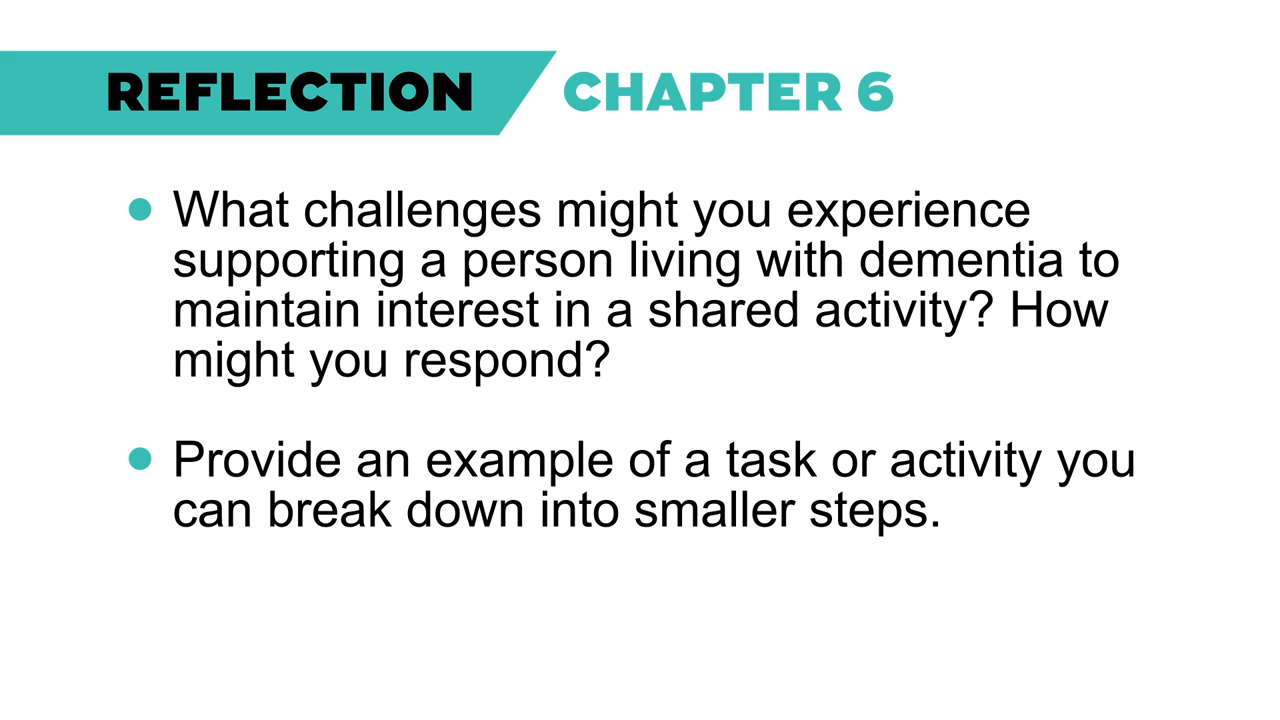 REFLECTION CHAPTER 6
• What challenges might you experience
supporting a person living with dementia to
maintain interest in a shared activity? How
might you respond?
• Provide an example of a task or activity you
can break down into smaller steps.